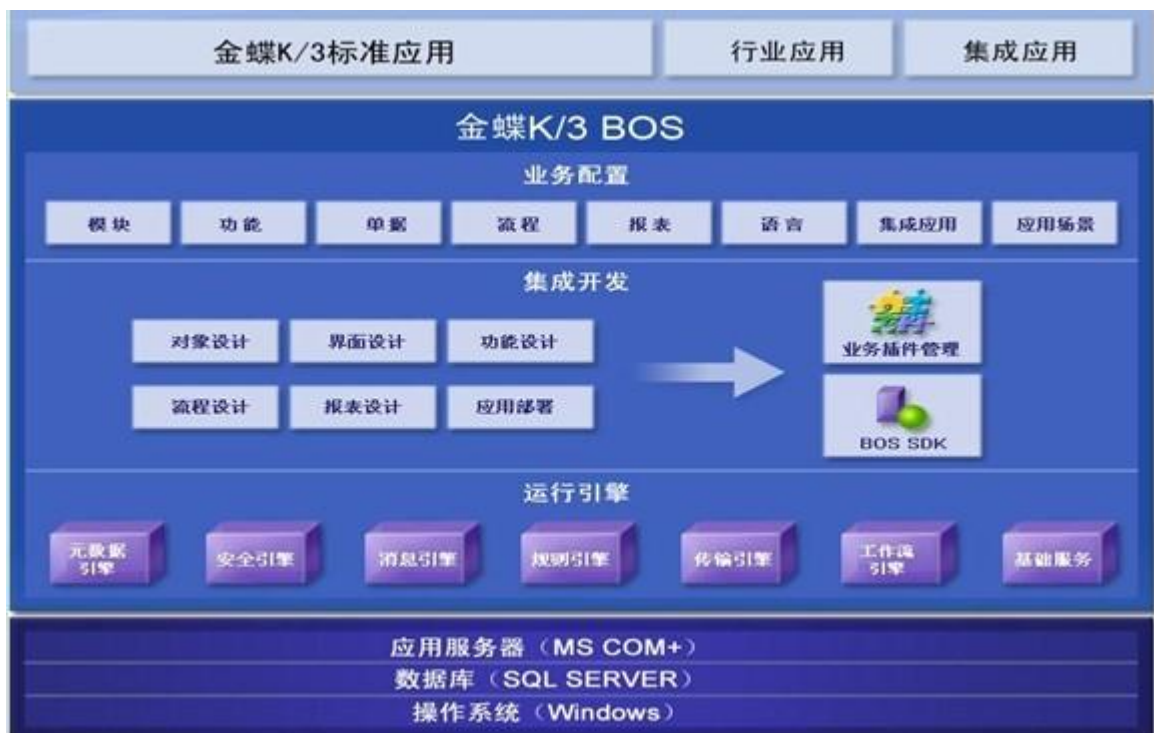 金蝶K/3标准应用
行业应用
集成应用
金蝶K/3 BOS
业务配置
模块
功能
单据
流程
报表
语言
集成应用
应用场景
集成开发
对象设计
界面设计
功能设计
业务插件管理
流程设计
报表设计
应用部署
BOS SDK
运行引擎
元数据
引擎
安全引擎
消息引擎
规则引擎
传输引擎
工作流
引擎
基础服务
应用服务器（MS COM+）
数据库（SQL SERVER）
操作系统（Windows）